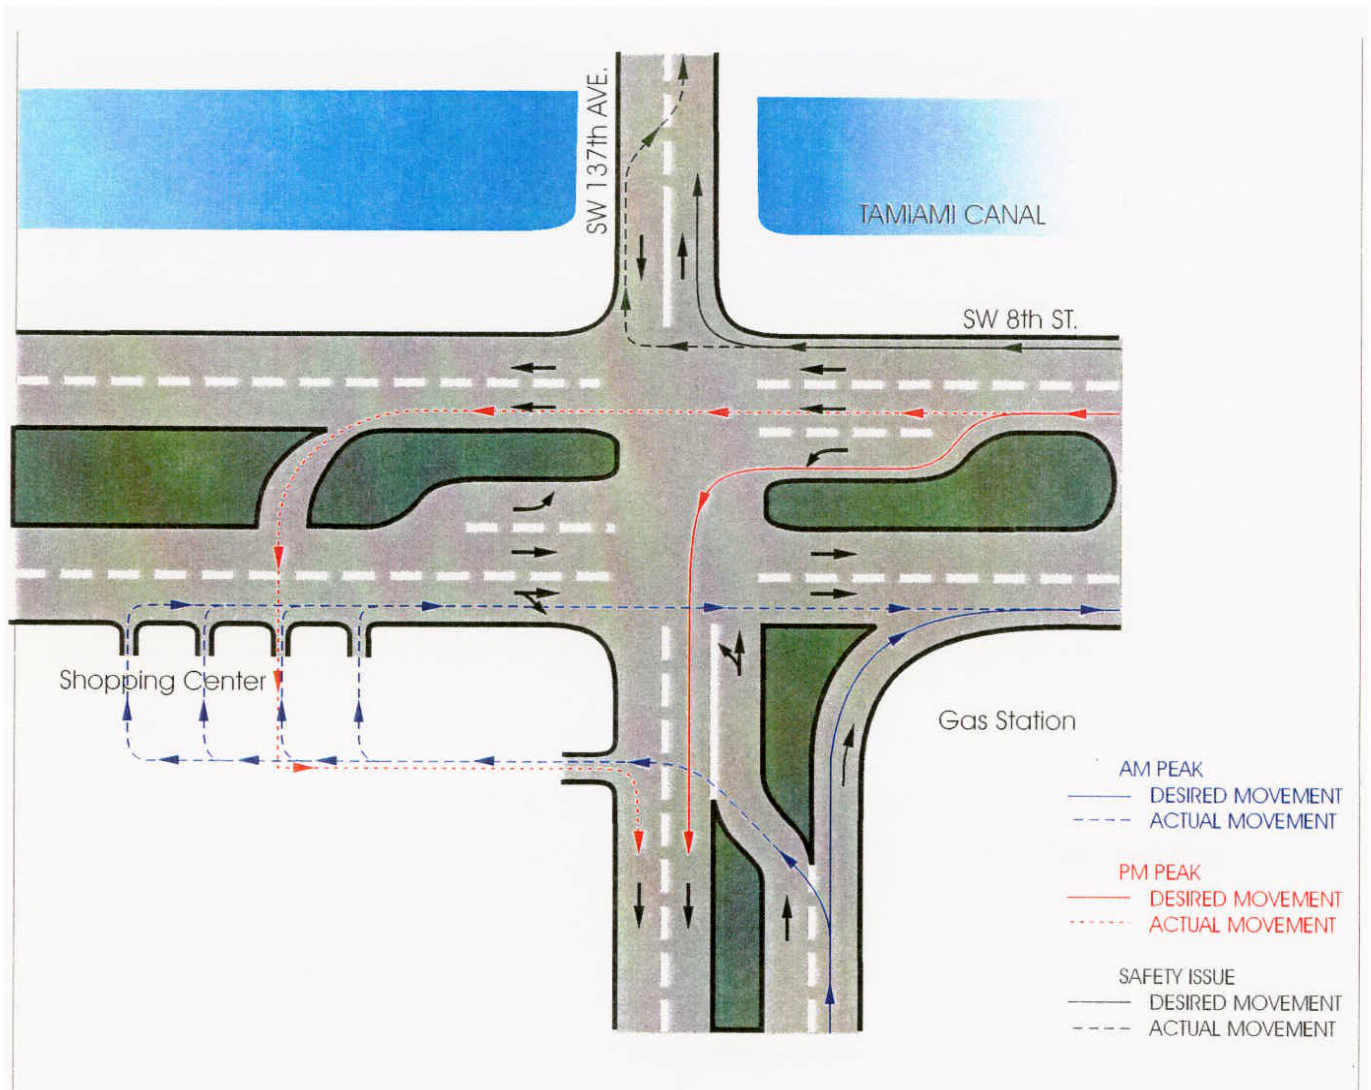 SW 137th AVE.
TAMIAMI CANAL
SW 8th ST.
Shopping Center
Gas Station
AM PEAK
DESIRED MOVEMENT
ACTUAL MOVEMENT
PM PEAK
DESIRED MOVEMENT
ACTUAL MOVEMENT
SAFETY ISSUE
DESIRED MOVEMENT
ACTUAL MOVEMENT